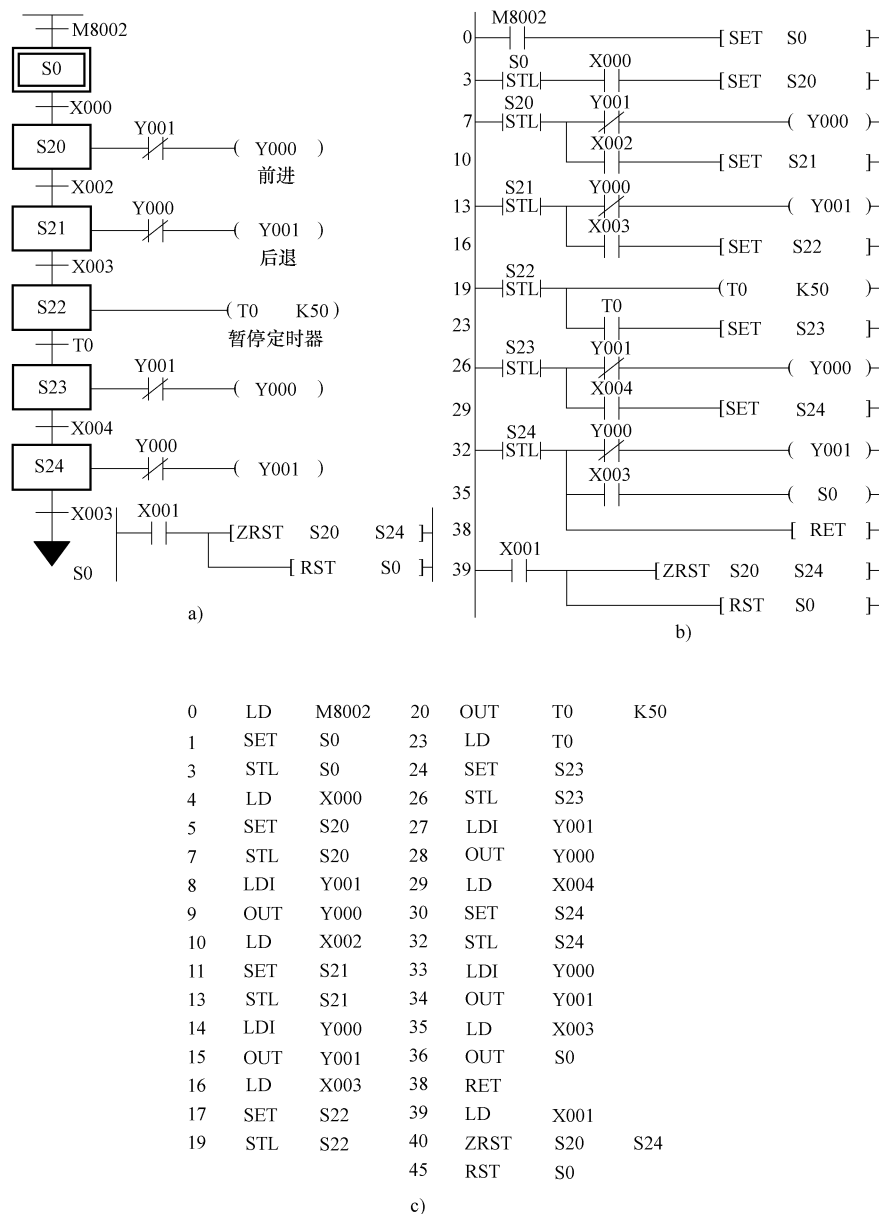 M8002
S0
X000
S20 Y001 ( Y000 )
前进
X002
S21 Y000 ( Y001 )
后退
X003
S22 (T0 K50)
暂停定时器
T0
S23 Y001 ( Y000 )
X004
S24 Y000 ( Y001 )
X003
S0
X001 [ZRST S20 S24 ]
[ RST S0 ]
a)
M8002
0 [ SET S0 ]
S0 X000
3 STL [SET S20 ]
S20 Y001
7 STL ( Y000 )
X002
10 [SET S21 ]
S21 Y000
13 STL ( Y001 )
X003
16 [SET S22 ]
S22
19 STL (T0 K50 )
T0
23 [SET S23 ]
S23 Y001
26 STL ( Y000 )
X004
29 [SET S24 ]
S24 Y000
32 STL ( Y001 )
X003
35 ( S0 )
38 [ RET ]
X001
39 [ZRST S20 S24 ]
[RST S0 ]
b)
0 LD M8002 20 OUT T0 K50
1 SET S0 23 LD T0
3 STL S0 24 SET S23
4 LD X000 26 STL S23
5 SET S20 27 LDI Y001
7 STL S20 28 OUT Y000
8 LDI Y001 29 LD X004
9 OUT Y000 30 SET S24
10 LD X002 32 STL S24
11 SET S21 33 LDI Y000
13 STL S21 34 OUT Y001
14 LDI Y000 35 LD X003
15 OUT Y001 36 OUT S0
16 LD X003 38 RET
17 SET S22 39 LD X001
19 STL S22 40 ZRST S20 S24
45 RST S0
c)